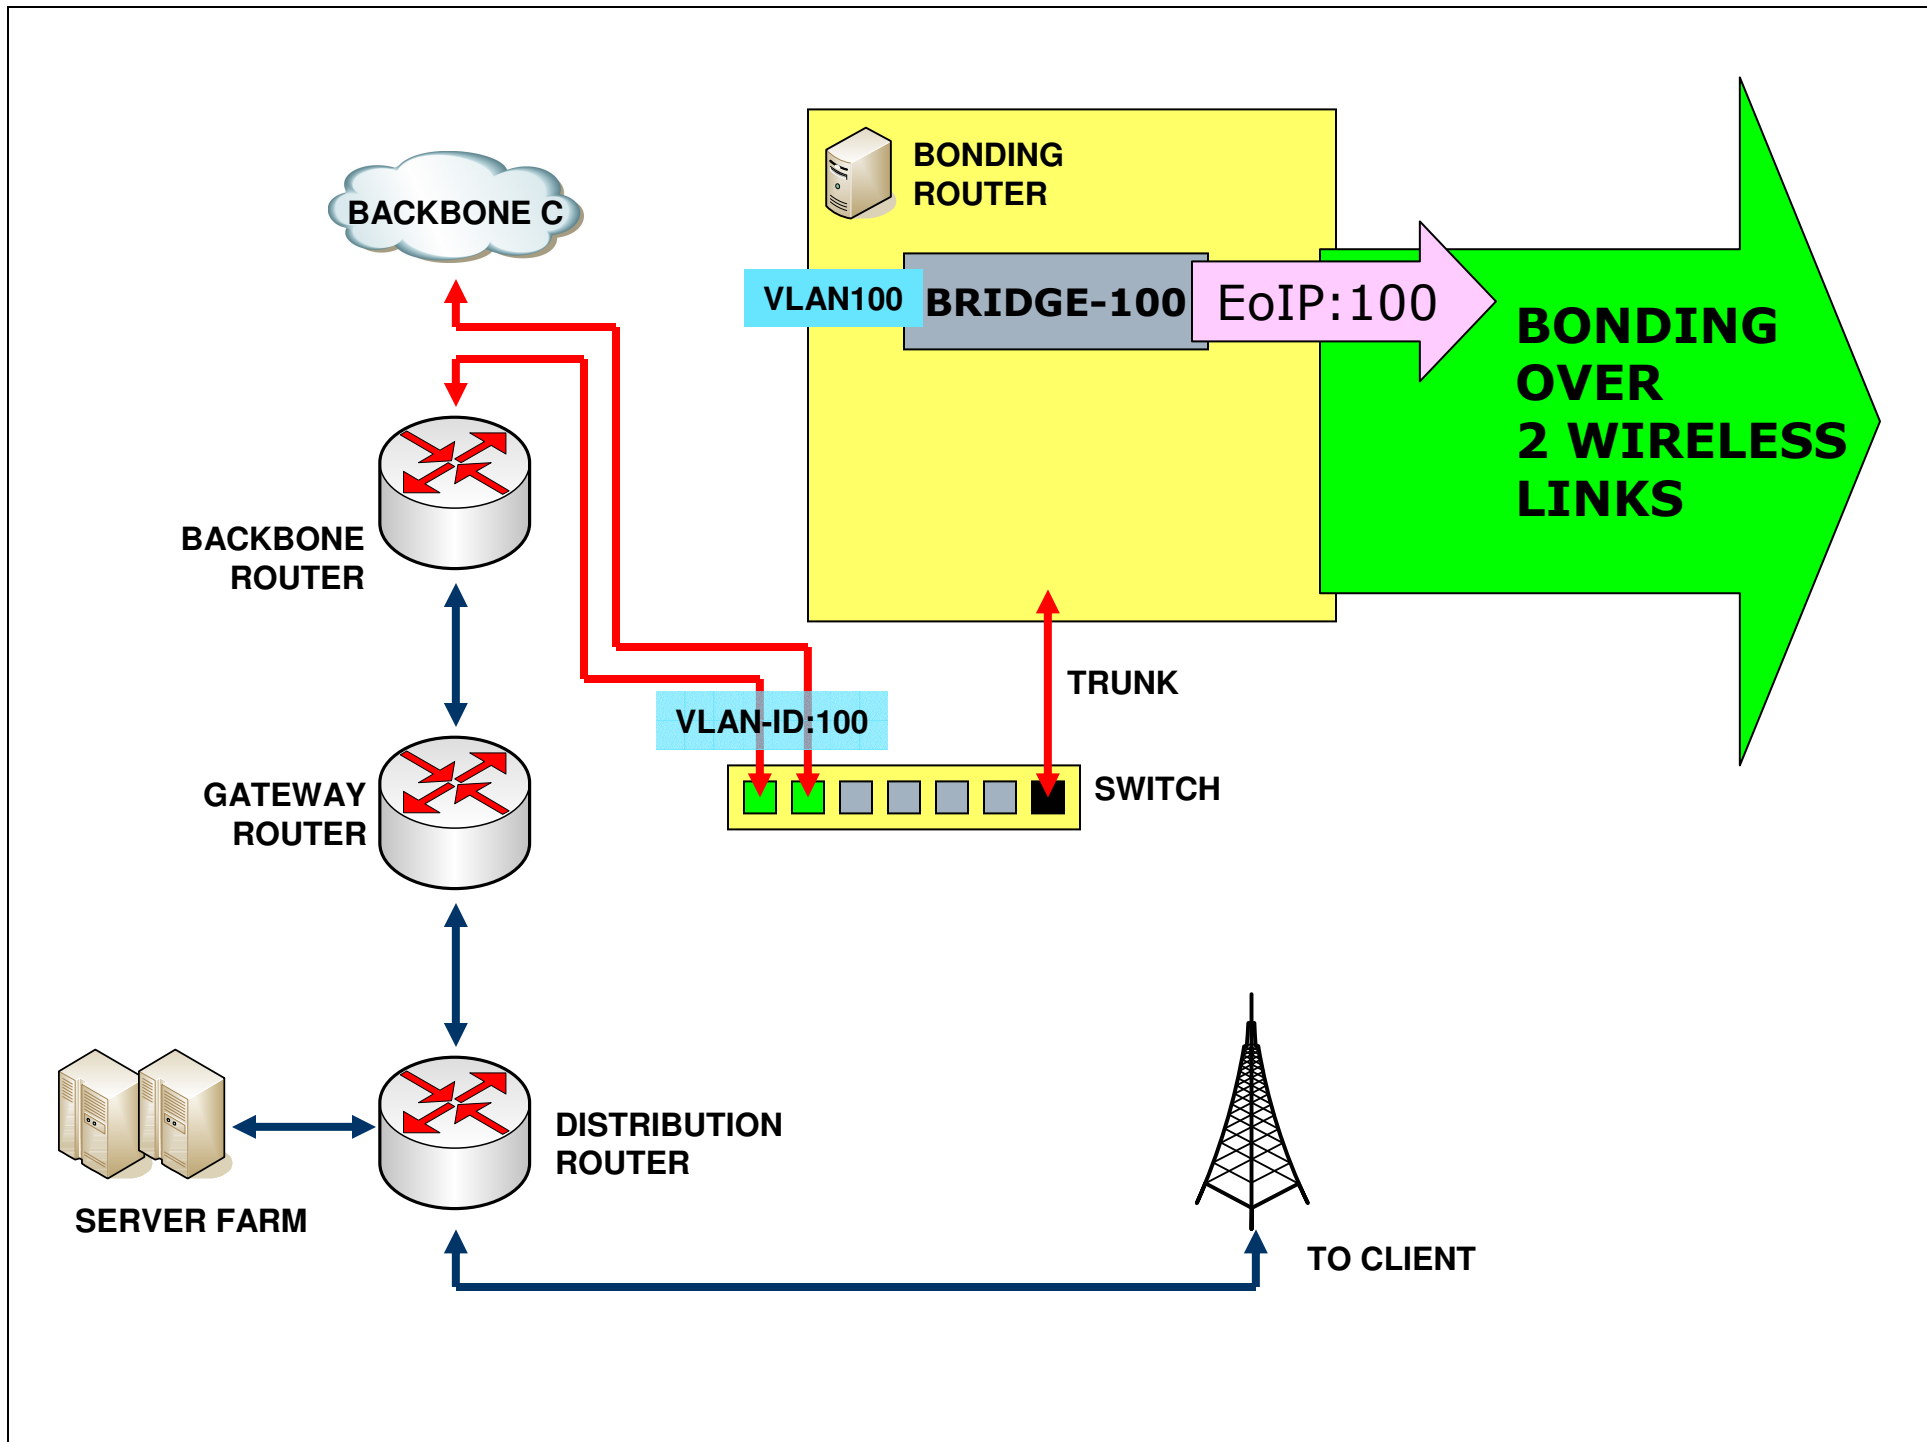 BONDING
ROUTER
BACKBONE C
VLAN100
BRIDGE-100
EoIP:100
BONDING
OVER
2 WIRELESS
LINKS
BACKBONE
ROUTER
TRUNK
VLAN-ID:100
SWITCH
GATEWAY
ROUTER
DISTRIBUTION
ROUTER
SERVER FARM
TO CLIENT